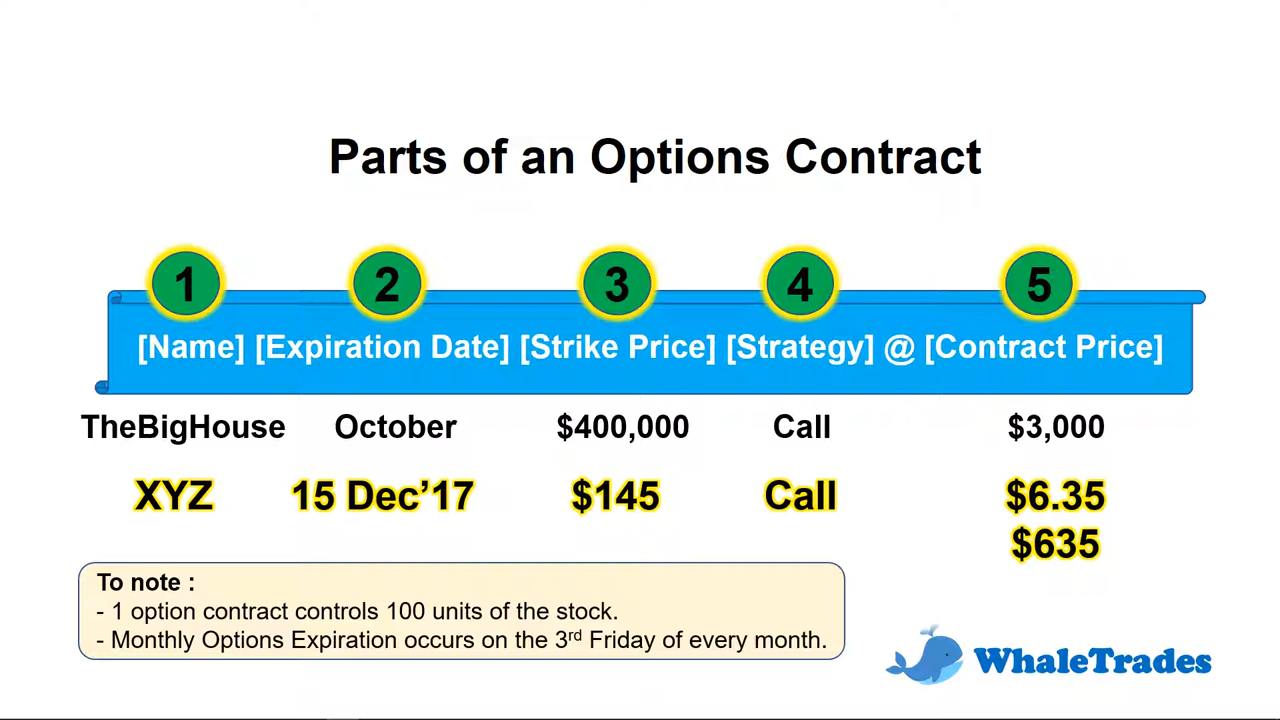 Parts of an Options Contract
1 2 3 4 5
[Name] [Expiration Date] [Strike Price] [Strategy] @ [Contract Price]
TheBigHouse October $400,000 Call $3,000
XYZ 15 Dec’17 $145 Call $6.35
$635
To note :
- 1 option contract controls 100 units of the stock.
- Monthly Options Expiration occurs on the 3rd Friday of every month.
WhaleTrades